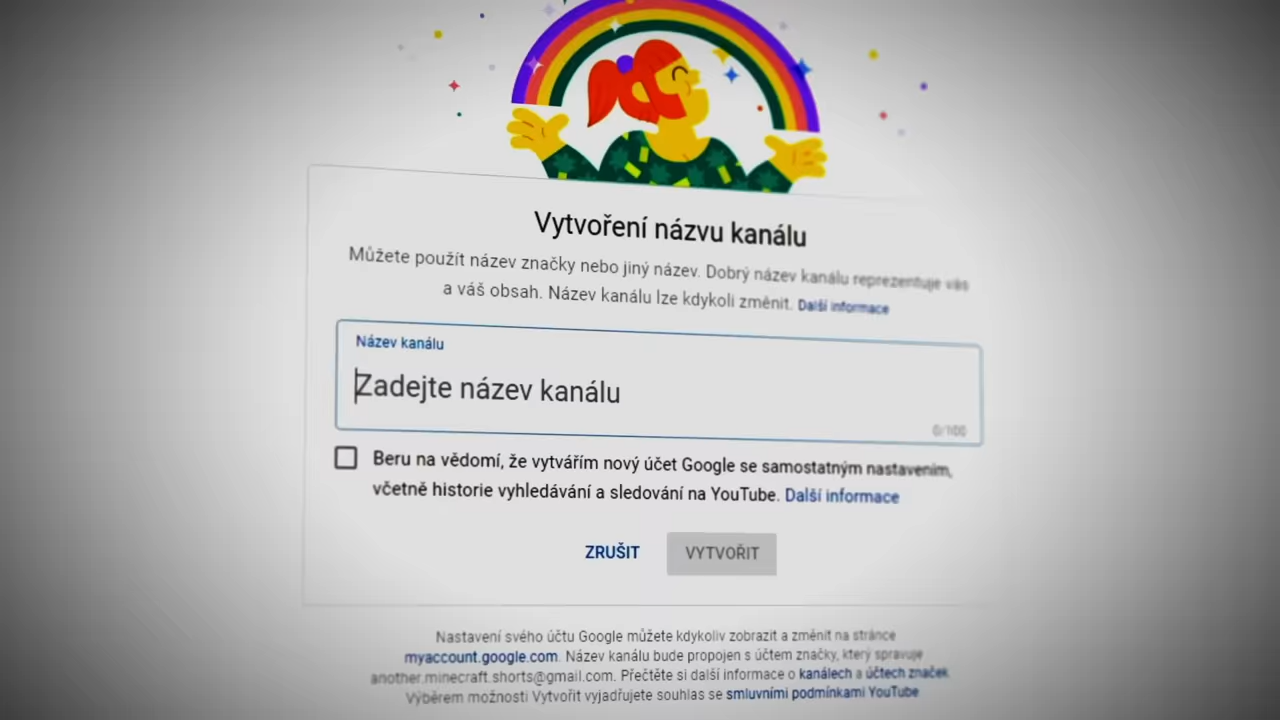 Vytvoření názvu kanálu
Můžete použít název značky nebo jiný název. Dobrý název kanálu reprezentuje vás
a váš obsah. Název kanálu lze kdykoli změnit. Další informace
Název kanálu
Zadejte název kanálu
0/100
Beru na vědomí, že vytvářím nový účet Google se samostatným nastavením,
včetně historie vyhledávání a sledování na YouTube. Další informace
ZRUŠIT VYTVOŘIT
Nastavení svého účtu Google můžete kdykoliv zobrazit a změnit na stránce
myaccount.google.com. Název kanálu bude propojen s účtem značky, který spravuje
another.minecraft.shorts@gmail.com. Přečtěte si další informace o kanálech a účtech značek
Výběrem možnosti Vytvořit vyjadřujete souhlas se smluvními podmínkami YouTube